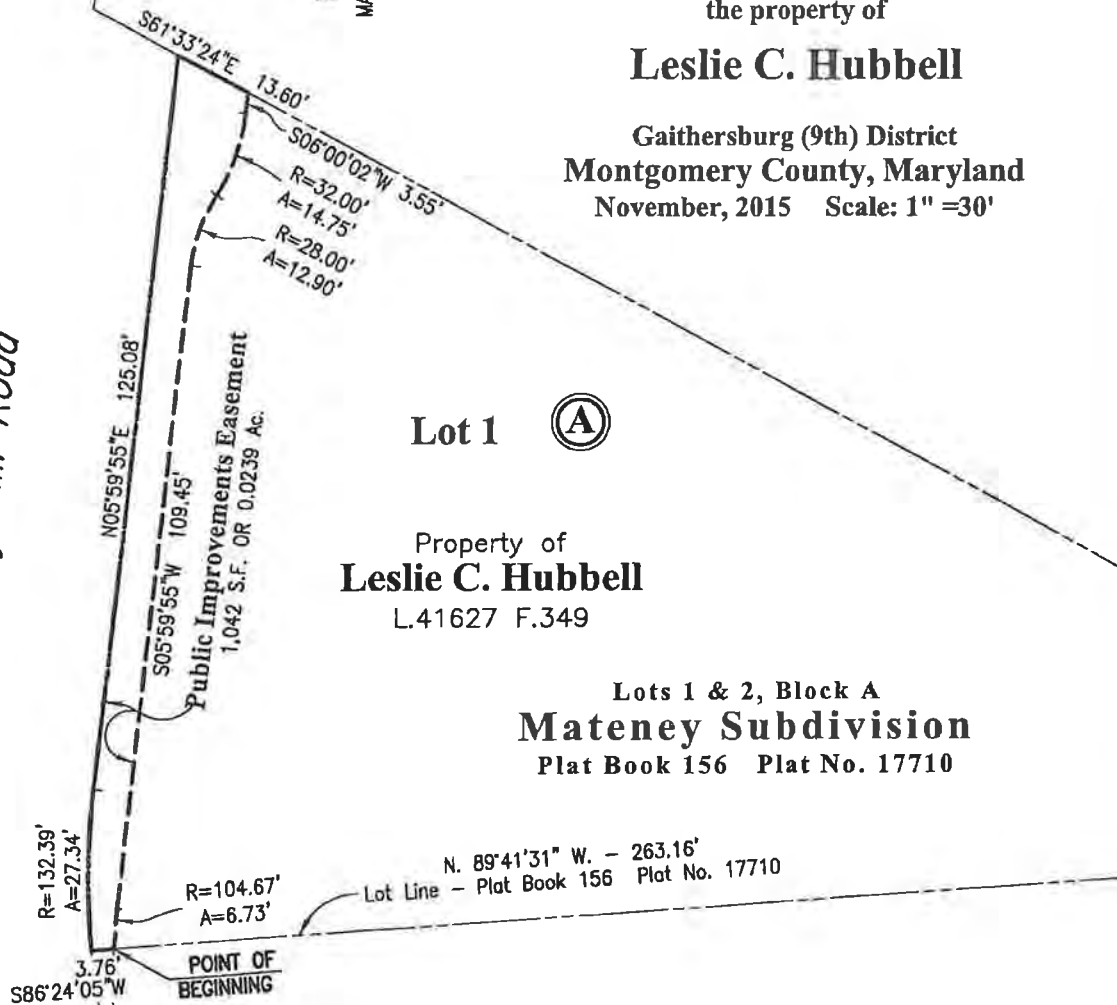 the property of
Leslie C. Hubbell
Gaithersburg (9th) District
Montgomery County, Maryland
November, 2015 Scale: 1" =30'
S61°33'24"E 13.60'
S06°00'02"W 3.55'
R=32.00'
A=14.75'
R=28.00'
A=12.90'
N05°59'55"E 125.08'
S05°59'55"W 109.45'
Public Improvements Easement
1,042 S.F. OR 0.0239 Ac.
Lot 1 A
Property of
Leslie C. Hubbell
L.41627 F.349
Lots 1 & 2, Block A
Mateney Subdivision
Plat Book 156 Plat No. 17710
R=132.39'
A=27.34'
R=104.67'
A=6.73'
N. 89°41'31" W. - 263.16'
Lot Line - Plat Book 156 Plat No. 17710
3.76'
S86°24'05"W
POINT OF
BEGINNING
Road